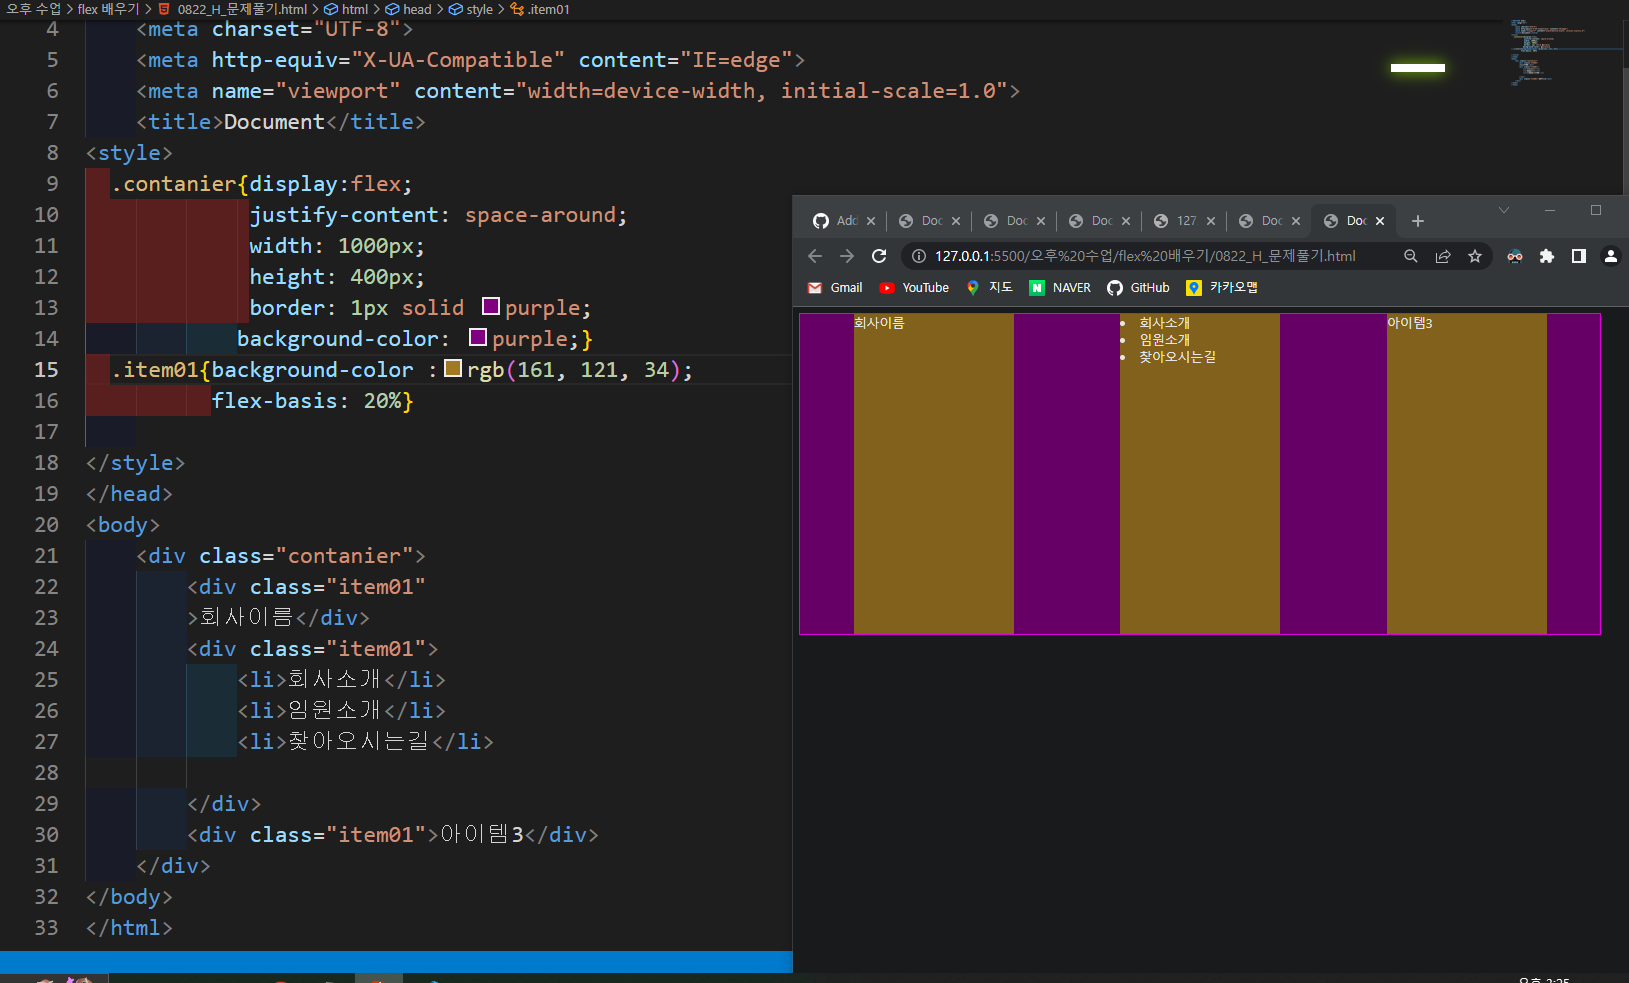 오후 수업 > flex 배우기 > 0822_H_문제풀기.html > html > head > style > .item01
4 <meta charset="UTF-8">
5 <meta http-equiv="X-UA-Compatible" content="IE=edge">
6 <meta name="viewport" content="width=device-width, initial-scale=1.0">
7 <title>Document</title>
8 <style>
9 .contanier{display:flex;
10 justify-content: space-around;
11 width: 1000px;
12 height: 400px;
13 border: 1px solid purple;
14 background-color: purple;}
15 .item01{background-color :rgb(161, 121, 34);
16 flex-basis: 20%}
17
18 </style>
19 </head>
20 <body>
21 <div class="contanier">
22 <div class="item01"
23 >회사이름</div>
24 <div class="item01">
25 <li>회사소개</li>
26 <li>임원소개</li>
27 <li>찾아오시는길</li>
28
29 </div>
30 <div class="item01">아이템3</div>
31 </div>
32 </body>
33 </html>
Add Doc Doc Doc 127 Doc Doc
127.0.0.1:5500/오후%20수업/flex%20배우기/0822_H_문제풀기.html
Gmail YouTube 지도 NAVER GitHub 카카오맵
회사이름
• 회사소개
• 임원소개
• 찾아오시는길
아이템3